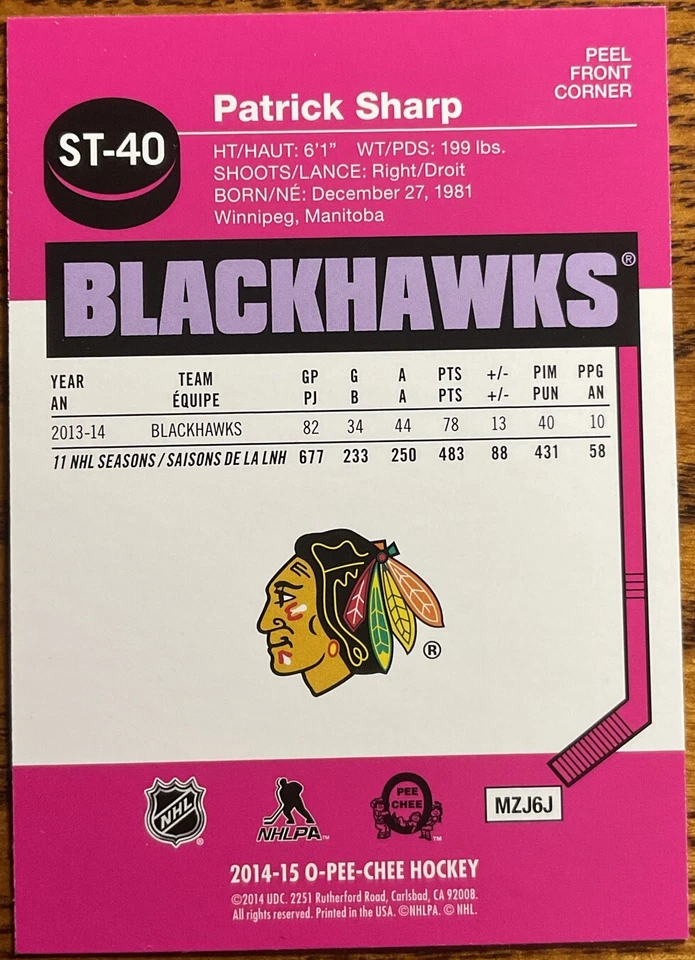 PEEL
FRONT
CORNER
ST-40
Patrick Sharp
HT/HAUT: 6'1" WT/PDS: 199 lbs.
SHOOTS/LANCE: Right/Droit
BORN/NÉ: December 27, 1981
Winnipeg, Manitoba
BLACKHAWKS®
YEAR TEAM GP G A PTS +/- PIM PPG
AN ÉQUIPE PJ B A PTS +/- PUN AN
2013-14 BLACKHAWKS 82 34 44 78 13 40 10
11 NHL SEASONS / SAISONS DE LA LNH 677 233 250 483 88 431 58
®
NHL ®
NHLPA™
O
PEE
CHEE
™
MZJ6J
2014-15 O-PEE-CHEE HOCKEY
©2014 UDC. 2251 Rutherford Road, Carlsbad, CA 92008.
All rights reserved. Printed in the USA. ©NHLPA. © NHL.